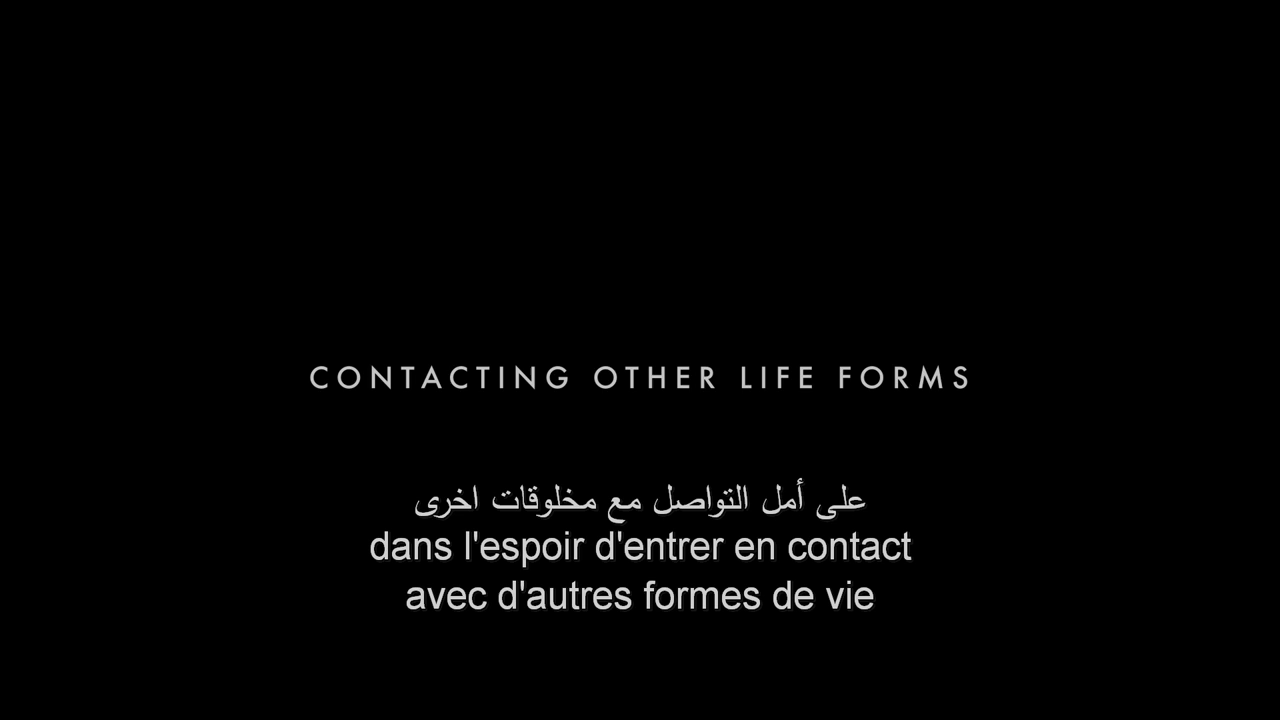 CONTACTING OTHER LIFE FORMS
على أمل التواصل مع مخلوقات اخرى
dans l'espoir d'entrer en contact
avec d'autres formes de vie